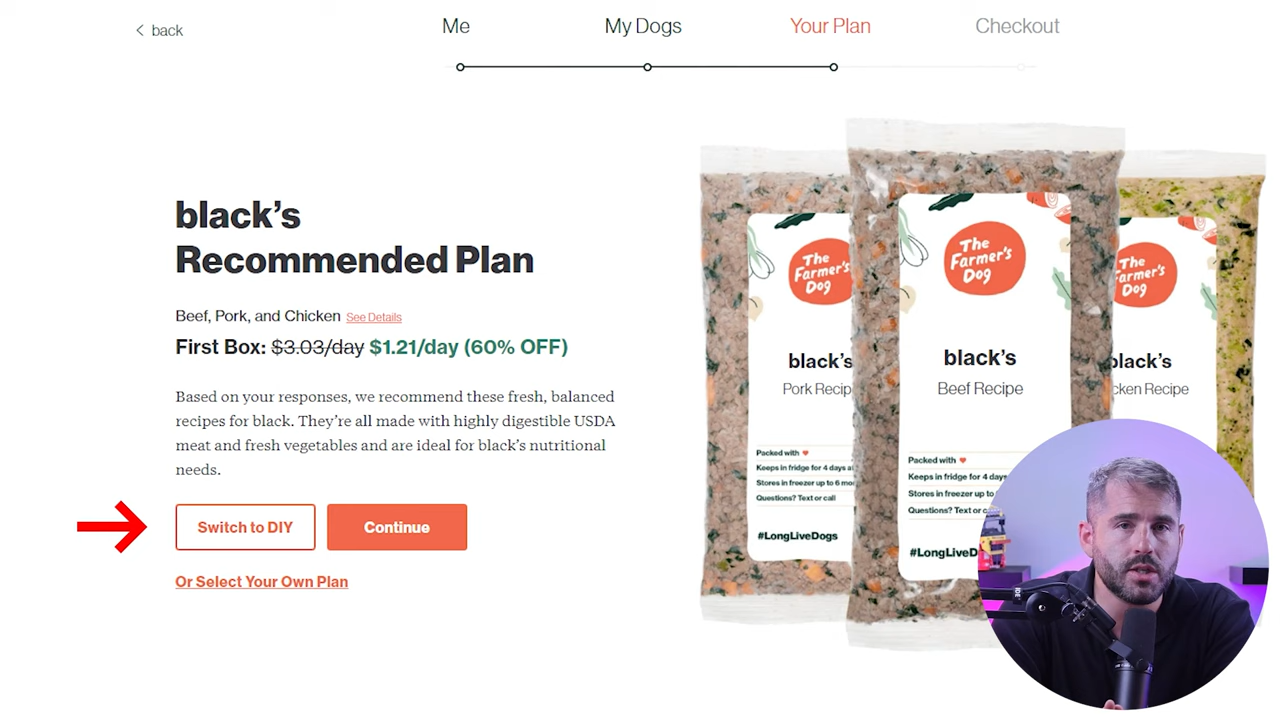 back
Me
My Dogs
Your Plan
Checkout
black's
Recommended Plan
Beef, Pork, and Chicken See Details
First Box: $3.03/day $1.21/day (60% OFF)
Based on your responses, we recommend these fresh, balanced
recipes for black. They're all made with highly digestible USDA
meat and fresh vegetables and are ideal for black's nutritional
needs.
Switch to DIY
Continue
Or Select Your Own Plan
The
Farmer's
Dog
black's
Pork
Packed with ❤
Keeps in fridge for 4 days
Stores in freezer up to 6
Questions? Text or call
#LongLiveDogs
The
Farmer's
Dog
black's
Beef Recipe
Packed with ❤
Keeps in fridge for 4 days
Stores in freezer up to
Questions? Text or
The
Farmer's
Dog
black's
Recipe